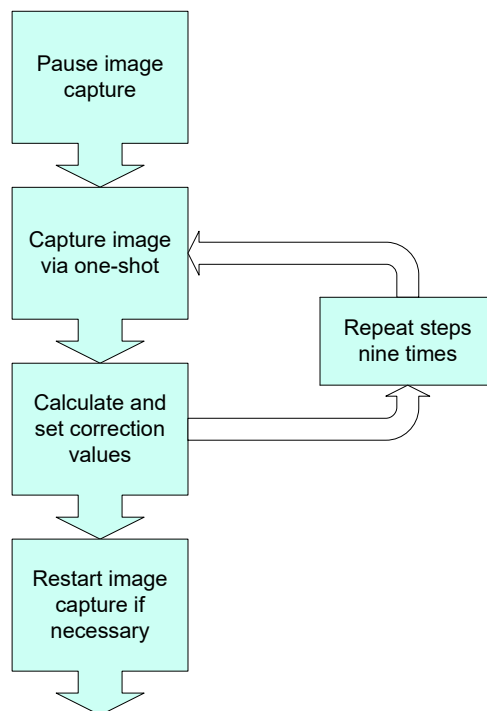 Pause image
capture
Capture image
via one-shot
Repeat steps
nine times
Calculate and
set correction
values
Restart image
capture if
necessary